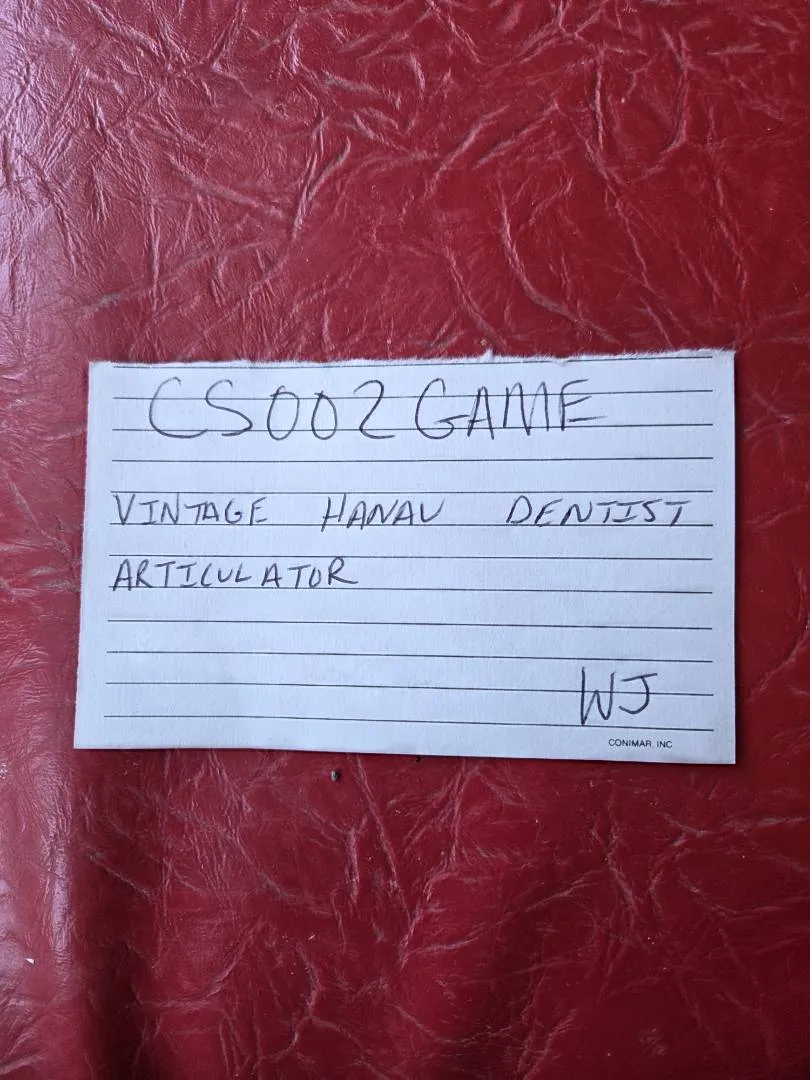 CS002GAME
VINTAGE HANAU DENTIST
ARTICULATOR
WJ
CONIMAR, INC